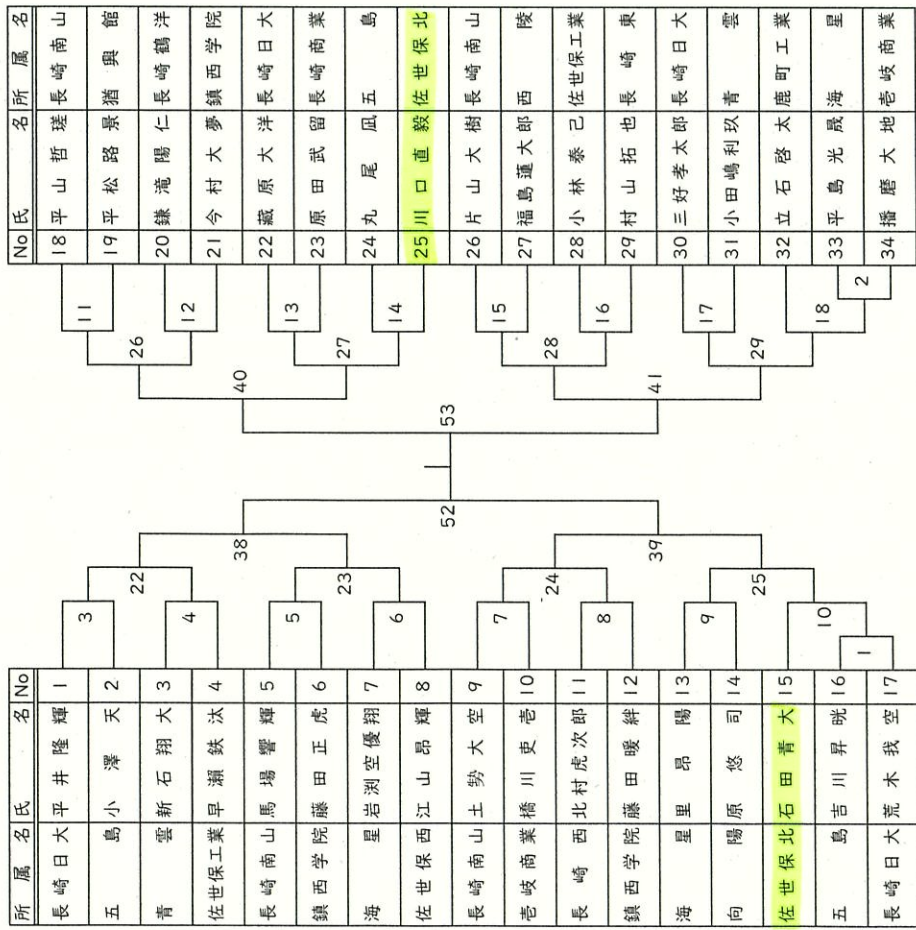 所属名 氏名 No
長崎日大 平井隆輝 1
五島 小澤天 2
青雲 新石翔大 3
佐世保工業 早瀬鉄汰 4
長崎南山 馬場響輝 5
鎮西学院 藤田正虎 6
海星 岩渕空優翔 7
佐世保西 江山昂輝 8
長崎南山 土㔟大空 9
壱岐商業 橋川吏壱 10
長崎西 北村虎次郎 11
鎮西学院 藤田暖絆 12
海星 里昂陽 13
向陽 原悠司 14
佐世保北 石田青大 15
五島 吉川昇晄 16
長崎日大 荒木我空 17
3
4
5
6
7
8
9
10
1
22
23
24
25
38
39
52
53
40
41
26
27
28
29
11
12
13
14
15
16
17
18
2
No 氏名 所属名
18 平山哲瑳 長崎南山
19 平松路景 猶興館
20 鎌滝陽仁 長崎鶴洋
21 今村大夢 鎮西学院
22 藏原大洋 長崎日大
23 原田武留 長崎商業
24 丸尾凪 五島
25 川口直毅 佐世保北
26 片山大樹 長崎南山
27 福島蓮大郎 西陵
28 小林泰己 佐世保工業
29 村山拓也 長崎東
30 三好孝太郎 長崎日大
31 小田嶋利玖 青雲
32 立石啓太 鹿町工業
33 平島光晟 海星
34 播磨大地 壱岐商業